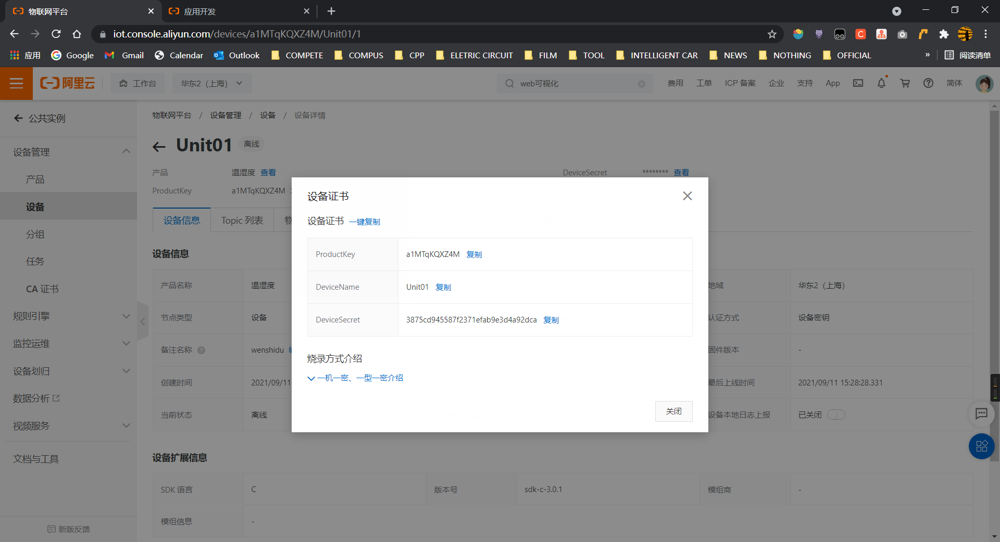 物联网平台
应用开发
iot.console.aliyun.com/devices/a1MTqKQXZ4M/Unit01/1
应用 Google Gmail Calendar Outlook COMPETE COMPUS CPP ELETRIC CIRCUIT FILM TOOL INTELLIGENT CAR NEWS NOTHING OFFICIAL » 阅读清单
阿里云 工作台 华东2（上海） web可视化 费用 工单 ICP 备案 企业 支持 App 简体
公共实例
设备管理
产品
设备
分组
任务
CA 证书
规则引擎
监控运维
设备划归
数据分析
视频服务
文档与工具
新版反馈
物联网平台 / 设备管理 / 设备 / 设备详情
Unit01 离线
产品 温湿度 查看 DeviceSecret ******** 查看
ProductKey a1MTqKQXZ4M
设备信息 Topic 列表
设备信息
产品名称 温湿度 地域 华东2（上海）
节点类型 设备 认证方式 设备密钥
备注名称 wenshidu 固件版本 -
创建时间 2021/09/11 最后上线时间 2021/09/11 15:28:28.331
当前状态 离线 设备本地日志上报 已关闭
设备证书
设备证书 一键复制
ProductKey a1MTqKQXZ4M 复制
DeviceName Unit01 复制
DeviceSecret 3875cd945587f2371efab9e3d4a92dca 复制
烧录方式介绍
一机一密、一型一密介绍
关闭
设备扩展信息
SDK 语言 C 版本号 sdk-c-3.0.1 模组商 -
模组信息 -